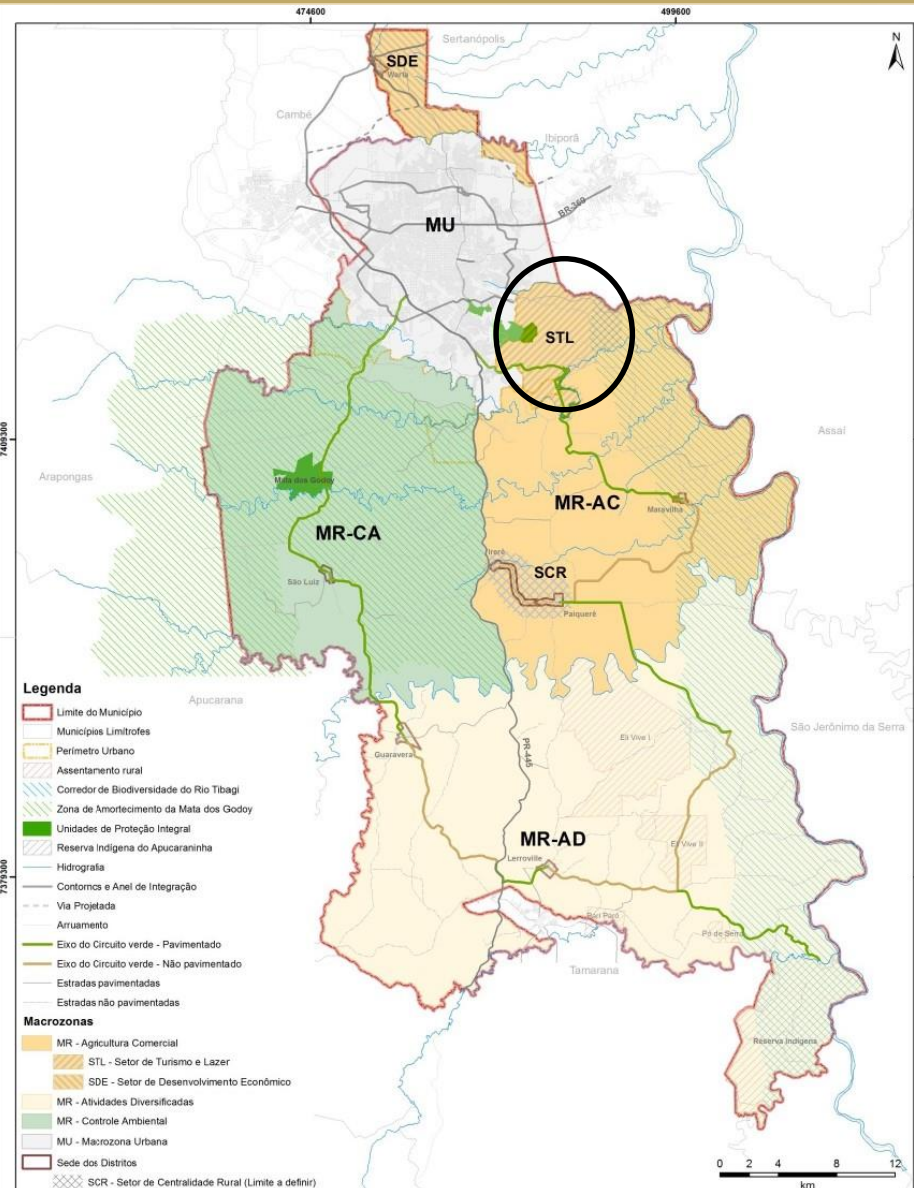 474600
499600
N
Sertanópolis
SDE
Warta
Cambé
Ibiporã
BR-369
MU
STL
7409300
Assaí
Arapongas
Mata dos Godoy
MR-AC
Maravilha
MR-CA
Irerê
SCR
São Luiz
Paiquerê
Apucarana
São Jerônimo da Serra
Eli Vive I
Guaravera
PR-445
MR-AD
Eli Vive II
Lerroville
7379300
Tamarana
Reserva Indígena
Legenda
Limite do Município
Municípios Limítrofes
Perímetro Urbano
Assentamento rural
Corredor de Biodiversidade do Rio Tibagi
Zona de Amortecimento da Mata dos Godoy
Unidades de Proteção Integral
Reserva Indígena do Apucaraninha
Hidrografia
Contornos e Anel de Integração
Via Projetada
Arruamento
Eixo do Circuito verde - Pavimentado
Eixo do Circuito verde - Não pavimentado
Estradas pavimentadas
Estradas não pavimentadas
Macrozonas
MR - Agricultura Comercial
STL - Setor de Turismo e Lazer
SDE - Setor de Desenvolvimento Econômico
MR - Atividades Diversificadas
MR - Controle Ambiental
MU - Macrozona Urbana
Sede dos Distritos
SCR - Setor de Centralidade Rural (Limite a definir)
0 2 4 8 12
km